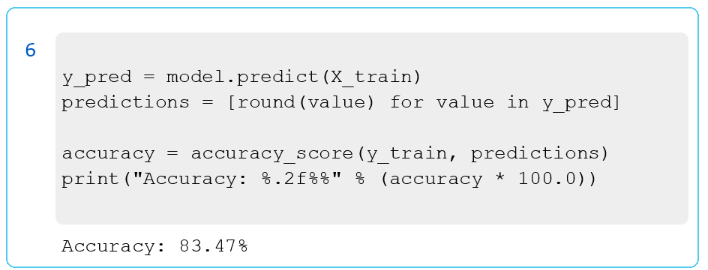 6
y_pred = model.predict(X_train)
predictions = [round(value) for value in y_pred]
accuracy = accuracy_score(y_train, predictions)
print("Accuracy: %.2f%%" % (accuracy * 100.0))
Accuracy: 83.47%